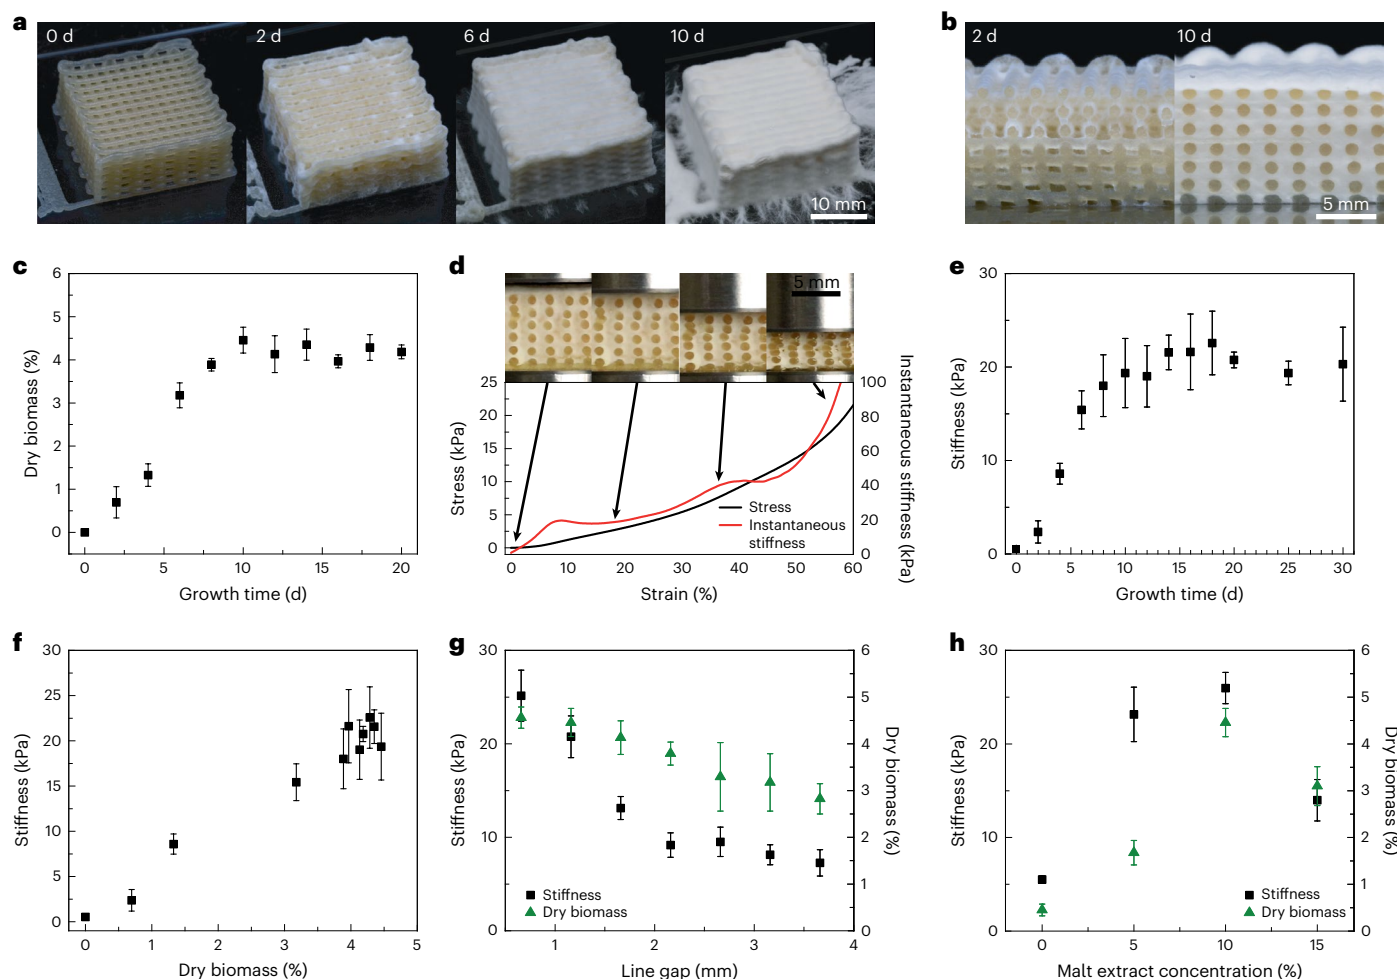 a
0 d
2 d
6 d
10 d
10 mm
b
2 d
10 d
5 mm
c
6
5
4
3
2
1
0
Dry biomass (%)
0
5
10
15
20
Growth time (d)
d
5 mm
25
20
15
10
5
0
Stress (kPa)
100
80
60
40
20
0
Instantaneous stiffness (kPa)
Stress
Instantaneous
stiffness
0
10
20
30
40
50
60
Strain (%)
e
30
20
10
0
Stiffness (kPa)
0
5
10
15
20
25
30
Growth time (d)
f
30
25
20
15
10
5
0
Stiffness (kPa)
0
1
2
3
4
5
Dry biomass (%)
g
30
20
10
0
Stiffness (kPa)
6
5
4
3
2
1
0
Dry biomass (%)
Stiffness
Dry biomass
1
2
3
4
Line gap (mm)
h
30
20
10
0
Stiffness (kPa)
6
5
4
3
2
1
0
Dry biomass (%)
Stiffness
Dry biomass
0
5
10
15
Malt extract concentration (%)